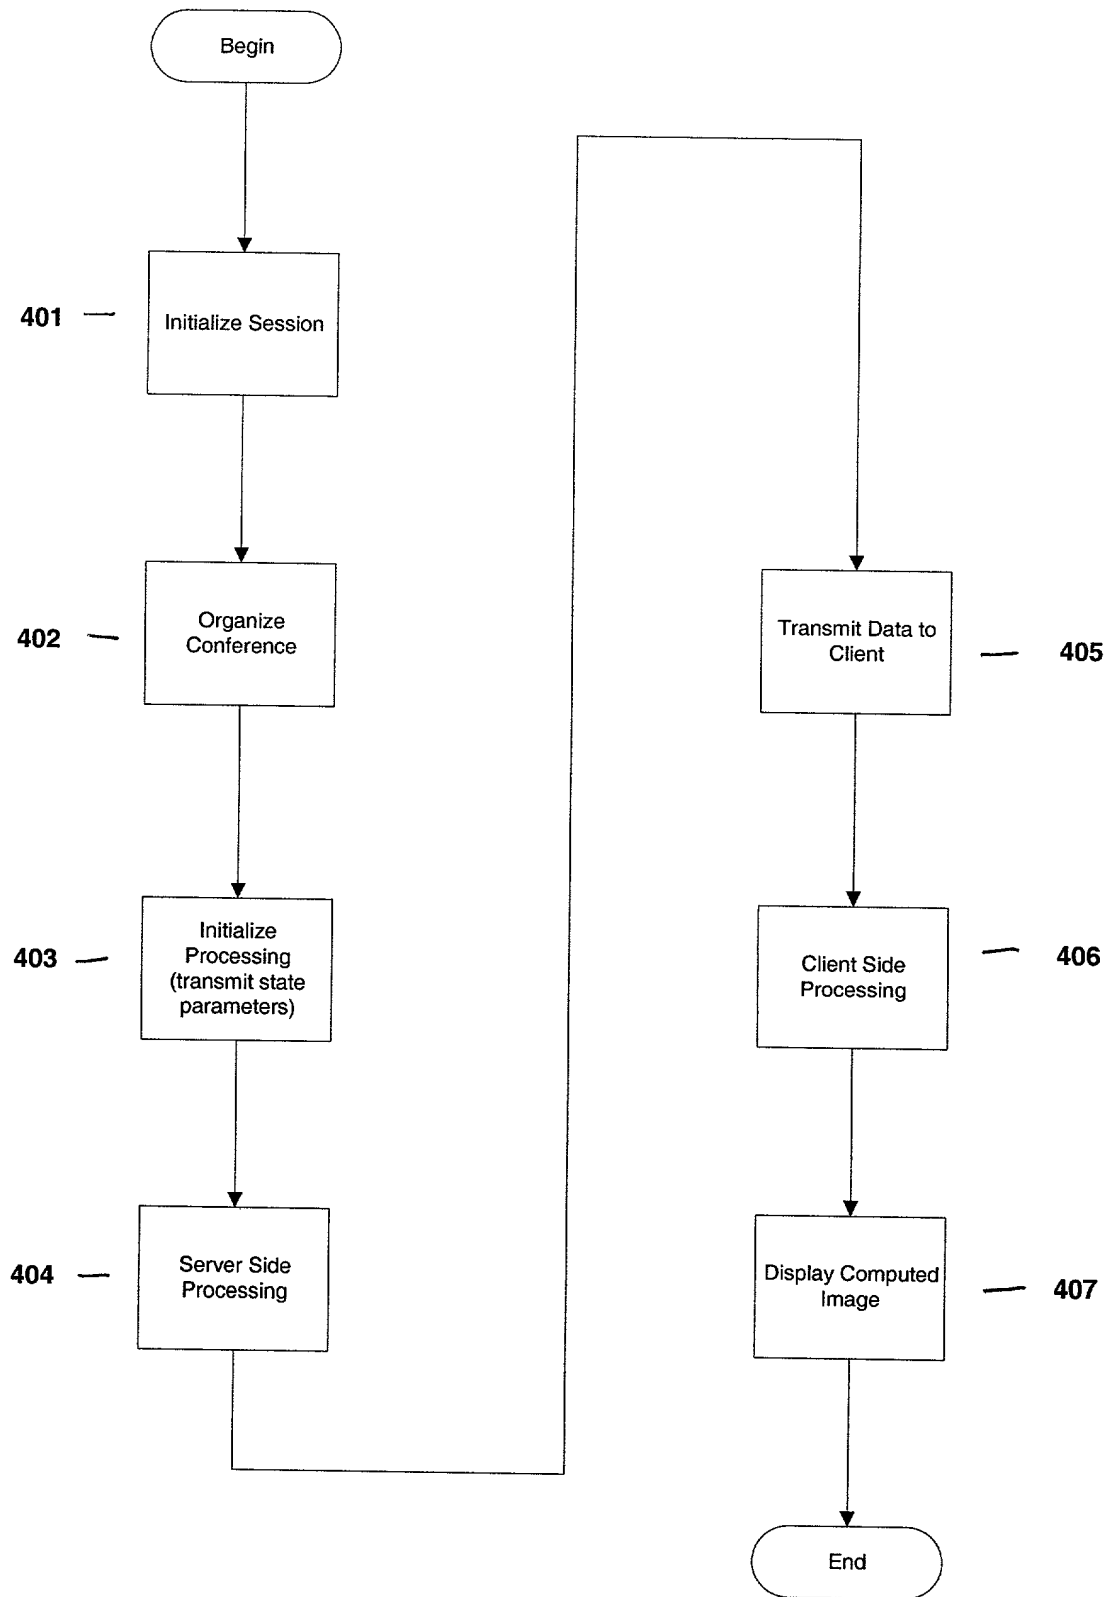 Begin
401
Initialize Session
402
Organize
Conference
403
Initialize
Processing
(transmit state
parameters)
404
Server Side
Processing
Transmit Data to
Client
405
Client Side
Processing
406
Display Computed
Image
407
End